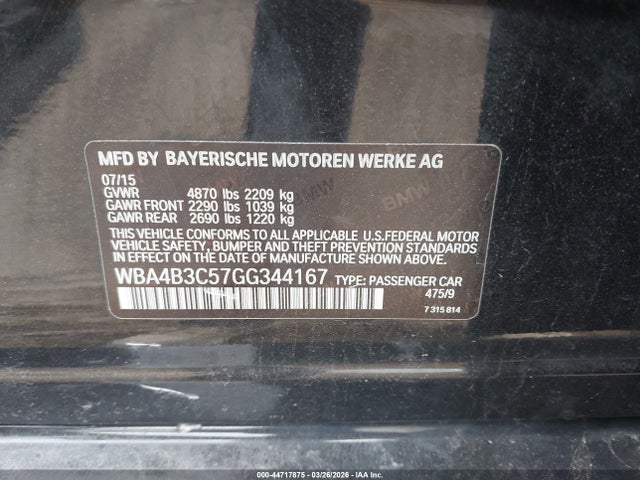 MFD BY BAYERISCHE MOTOREN WERKE AG
07/15
GVWR 4870 lbs 2209 kg
GAWR FRONT 2290 lbs 1039 kg
GAWR REAR 2690 lbs 1220 kg
THIS VEHICLE CONFORMS TO ALL APPLICABLE U.S.FEDERAL MOTOR
VEHICLE SAFETY, BUMPER AND THEFT PREVENTION STANDARDS IN
EFFECT ON THE DATE OF MANUFACTURE SHOWN ABOVE.
WBA4B3C57GG344167 TYPE: PASSENGER CAR
475/9
7 315 814
BMW
000-44717875 - 03/26/2026 - IAA Inc.